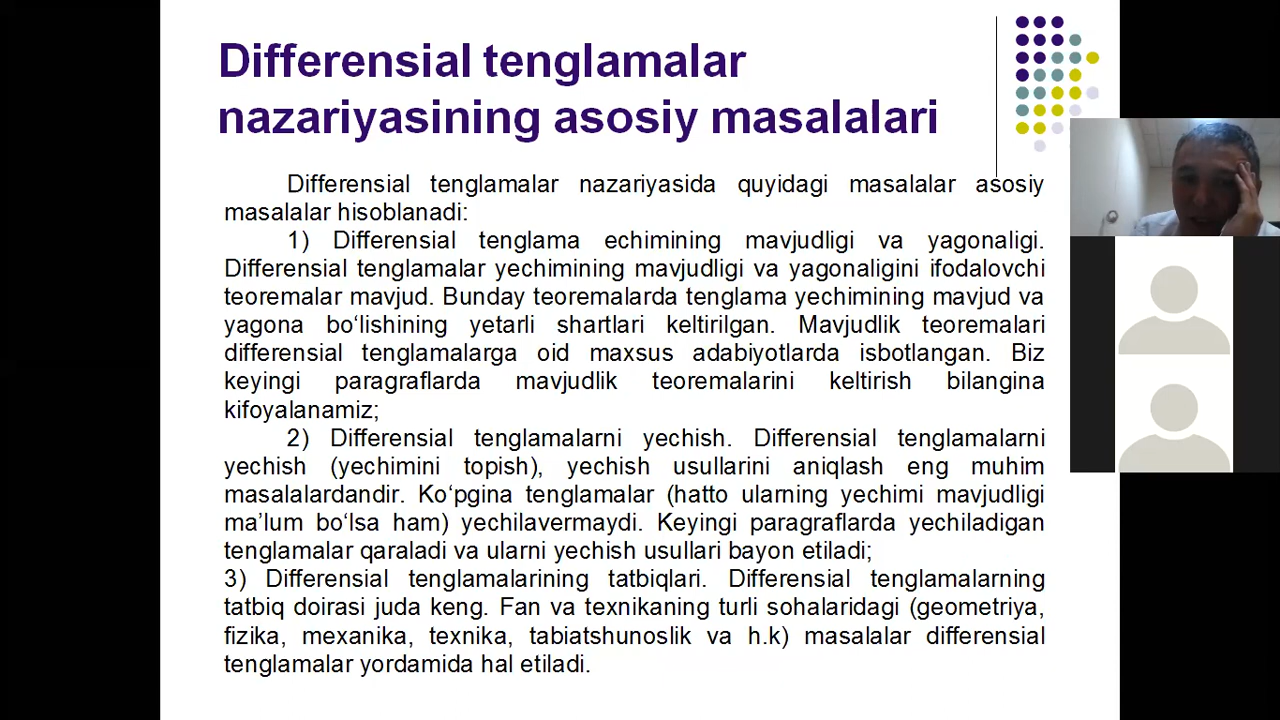 Differensial tenglamalar
nazariyasining asosiy masalalari
Differensial tenglamalar nazariyasida quyidagi masalalar asosiy
masalalar hisoblanadi:
1) Differensial tenglama echimining mavjudligi va yagonaligi.
Differensial tenglamalar yechimining mavjudligi va yagonaligini ifodalovchi
teoremalar mavjud. Bunday teoremalarda tenglama yechimining mavjud va
yagona bo‘lishining yetarli shartlari keltirilgan. Mavjudlik teoremalari
differensial tenglamalarga oid maxsus adabiyotlarda isbotlangan. Biz
keyingi paragraflarda mavjudlik teoremalarini keltirish bilangina
kifoyalanamiz;
2) Differensial tenglamalarni yechish. Differensial tenglamalarni
yechish (yechimini topish), yechish usullarini aniqlash eng muhim
masalalardandir. Ko‘pgina tenglamalar (hatto ularning yechimi mavjudligi
ma’lum bo‘lsa ham) yechilavermaydi. Keyingi paragraflarda yechiladigan
tenglamalar qaraladi va ularni yechish usullari bayon etiladi;
3) Differensial tenglamalarining tatbiqlari. Differensial tenglamalarning
tatbiq doirasi juda keng. Fan va texnikaning turli sohalaridagi (geometriya,
fizika, mexanika, texnika, tabiatshunoslik va h.k) masalalar differensial
tenglamalar yordamida hal etiladi.